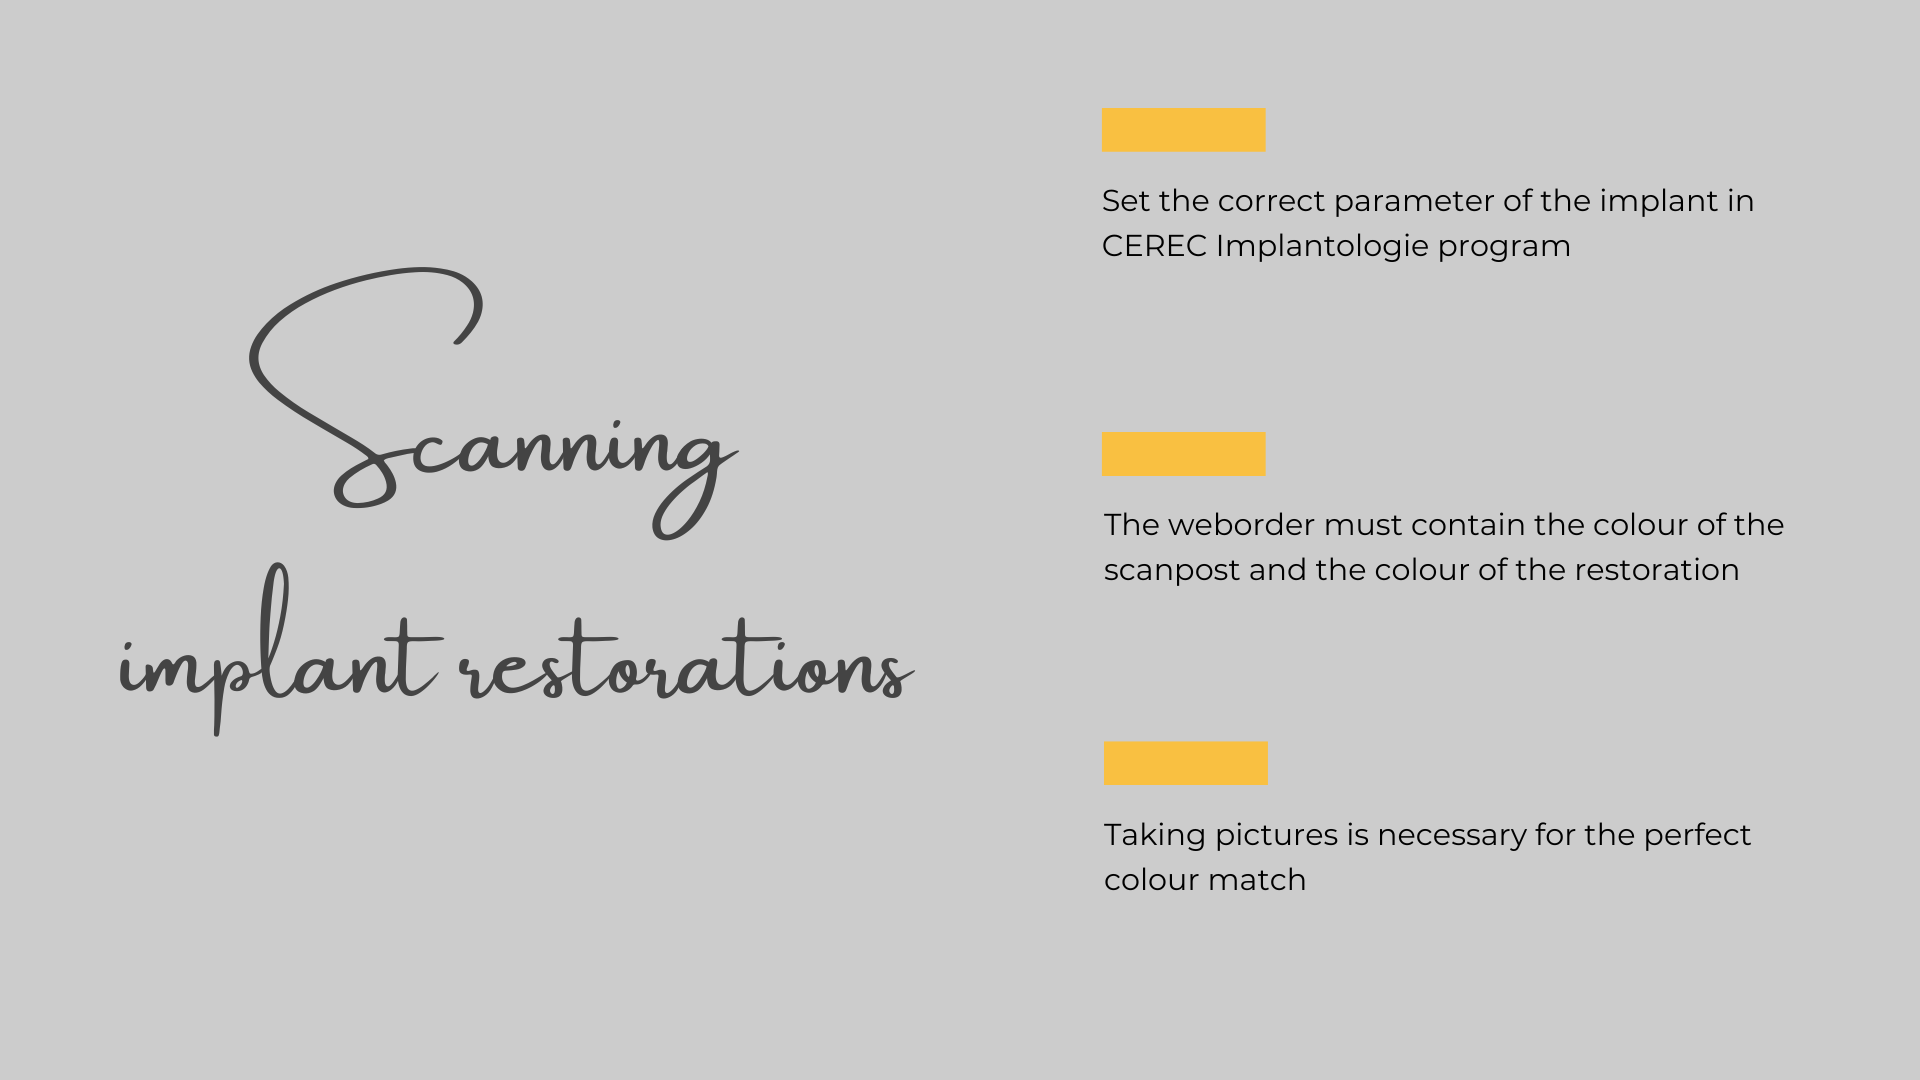 Scanning
implant restorations
Set the correct parameter of the implant in
CEREC Implantologie program
The weborder must contain the colour of the
scanpost and the colour of the restoration
Taking pictures is necessary for the perfect
colour match